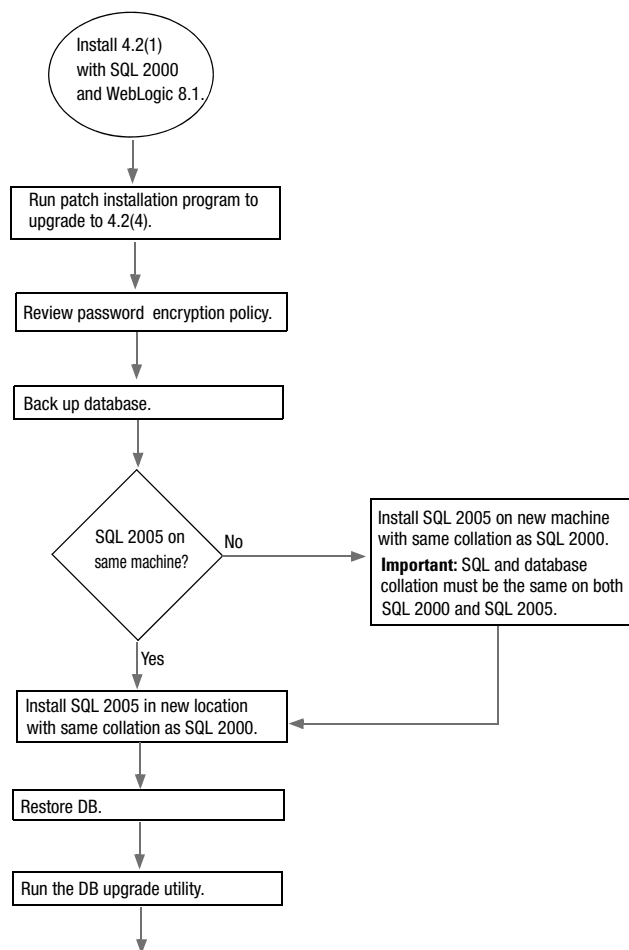 Install 4.2(1)
with SQL 2000
and WebLogic 8.1.
Run patch installation program to
upgrade to 4.2(4).
Review password encryption policy.
Back up database.
SQL 2005 on
same machine?
No
Install SQL 2005 on new machine
with same collation as SQL 2000.
Important: SQL and database
collation must be the same on both
SQL 2000 and SQL 2005.
Yes
Install SQL 2005 in new location
with same collation as SQL 2000.
Restore DB.
Run the DB upgrade utility.